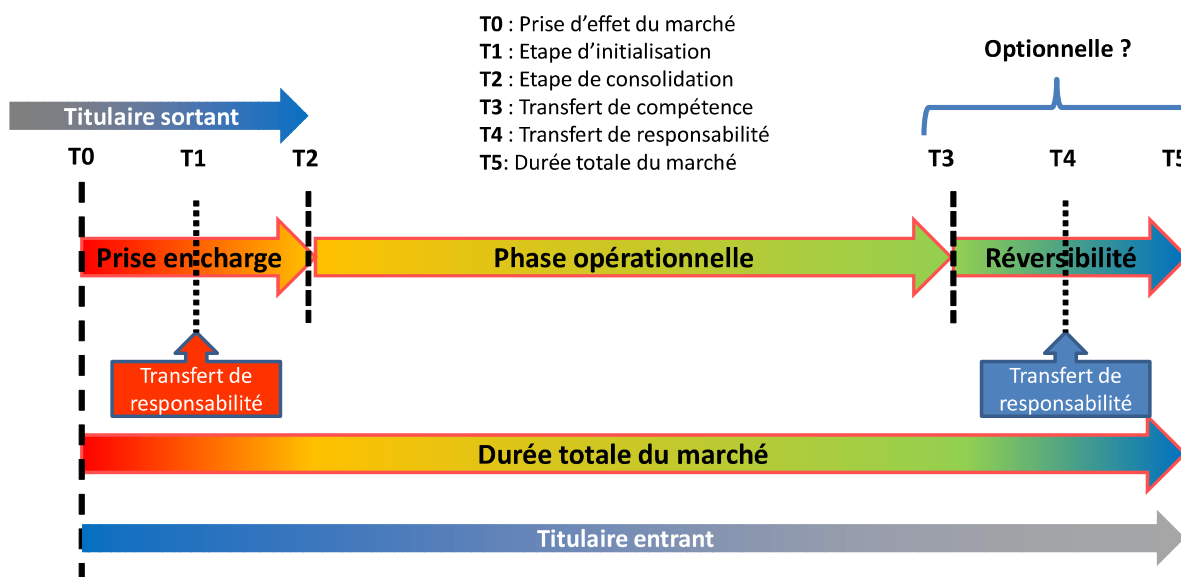 T0 : Prise d’effet du marché
T1 : Etape d’initialisation
T2 : Etape de consolidation
T3 : Transfert de compétence
T4 : Transfert de responsabilité
T5: Durée totale du marché
Optionnelle ?
Titulaire sortant
T0 T1 T2 T3 T4 T5
Prise en charge Phase opérationnelle Réversibilité
Transfert de
responsabilité
Transfert de
responsabilité
Durée totale du marché
Titulaire entrant